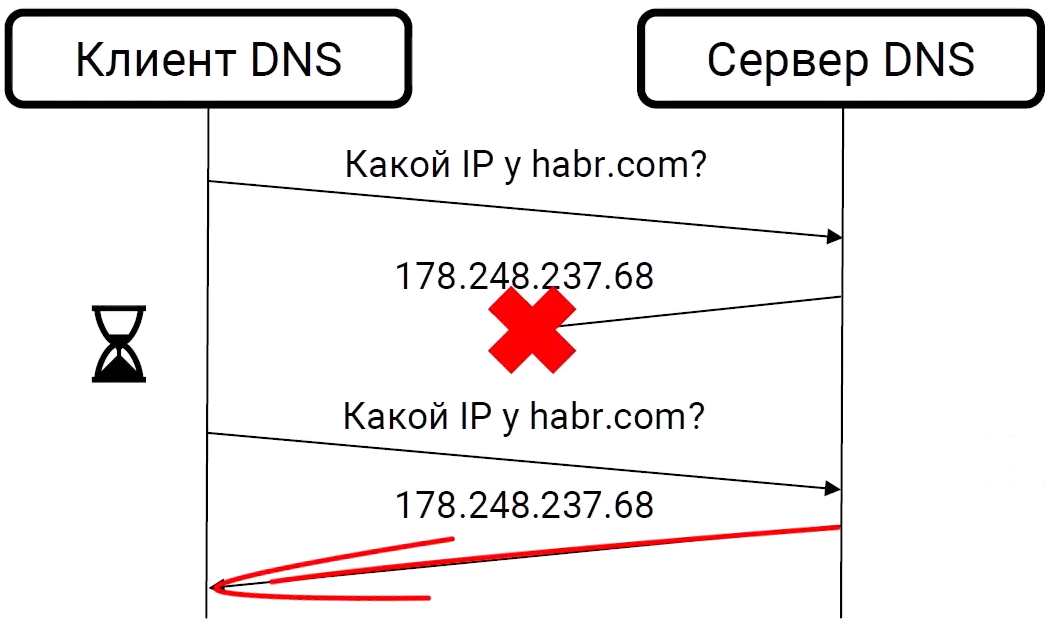 Клиент DNS
Сервер DNS
Какой IP у habr.com?
178.248.237.68
Какой IP у habr.com?
178.248.237.68